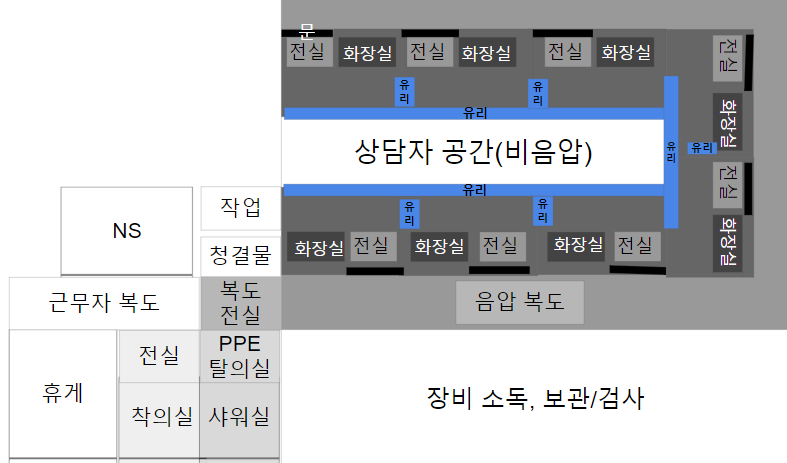 문
전실
화장실
전실
화장실
전실
화장실
전실
유리
유리
유리
화장실
상담자 공간(비음압)
유리
유리
전실
유리
유리
유리
화장실
작업
NS
청결물
화장실
전실
화장실
전실
화장실
전실
근무자 복도
복도
전실
음압 복도
전실
PPE
탈의실
휴게
착의실
샤워실
장비 소독, 보관/검사